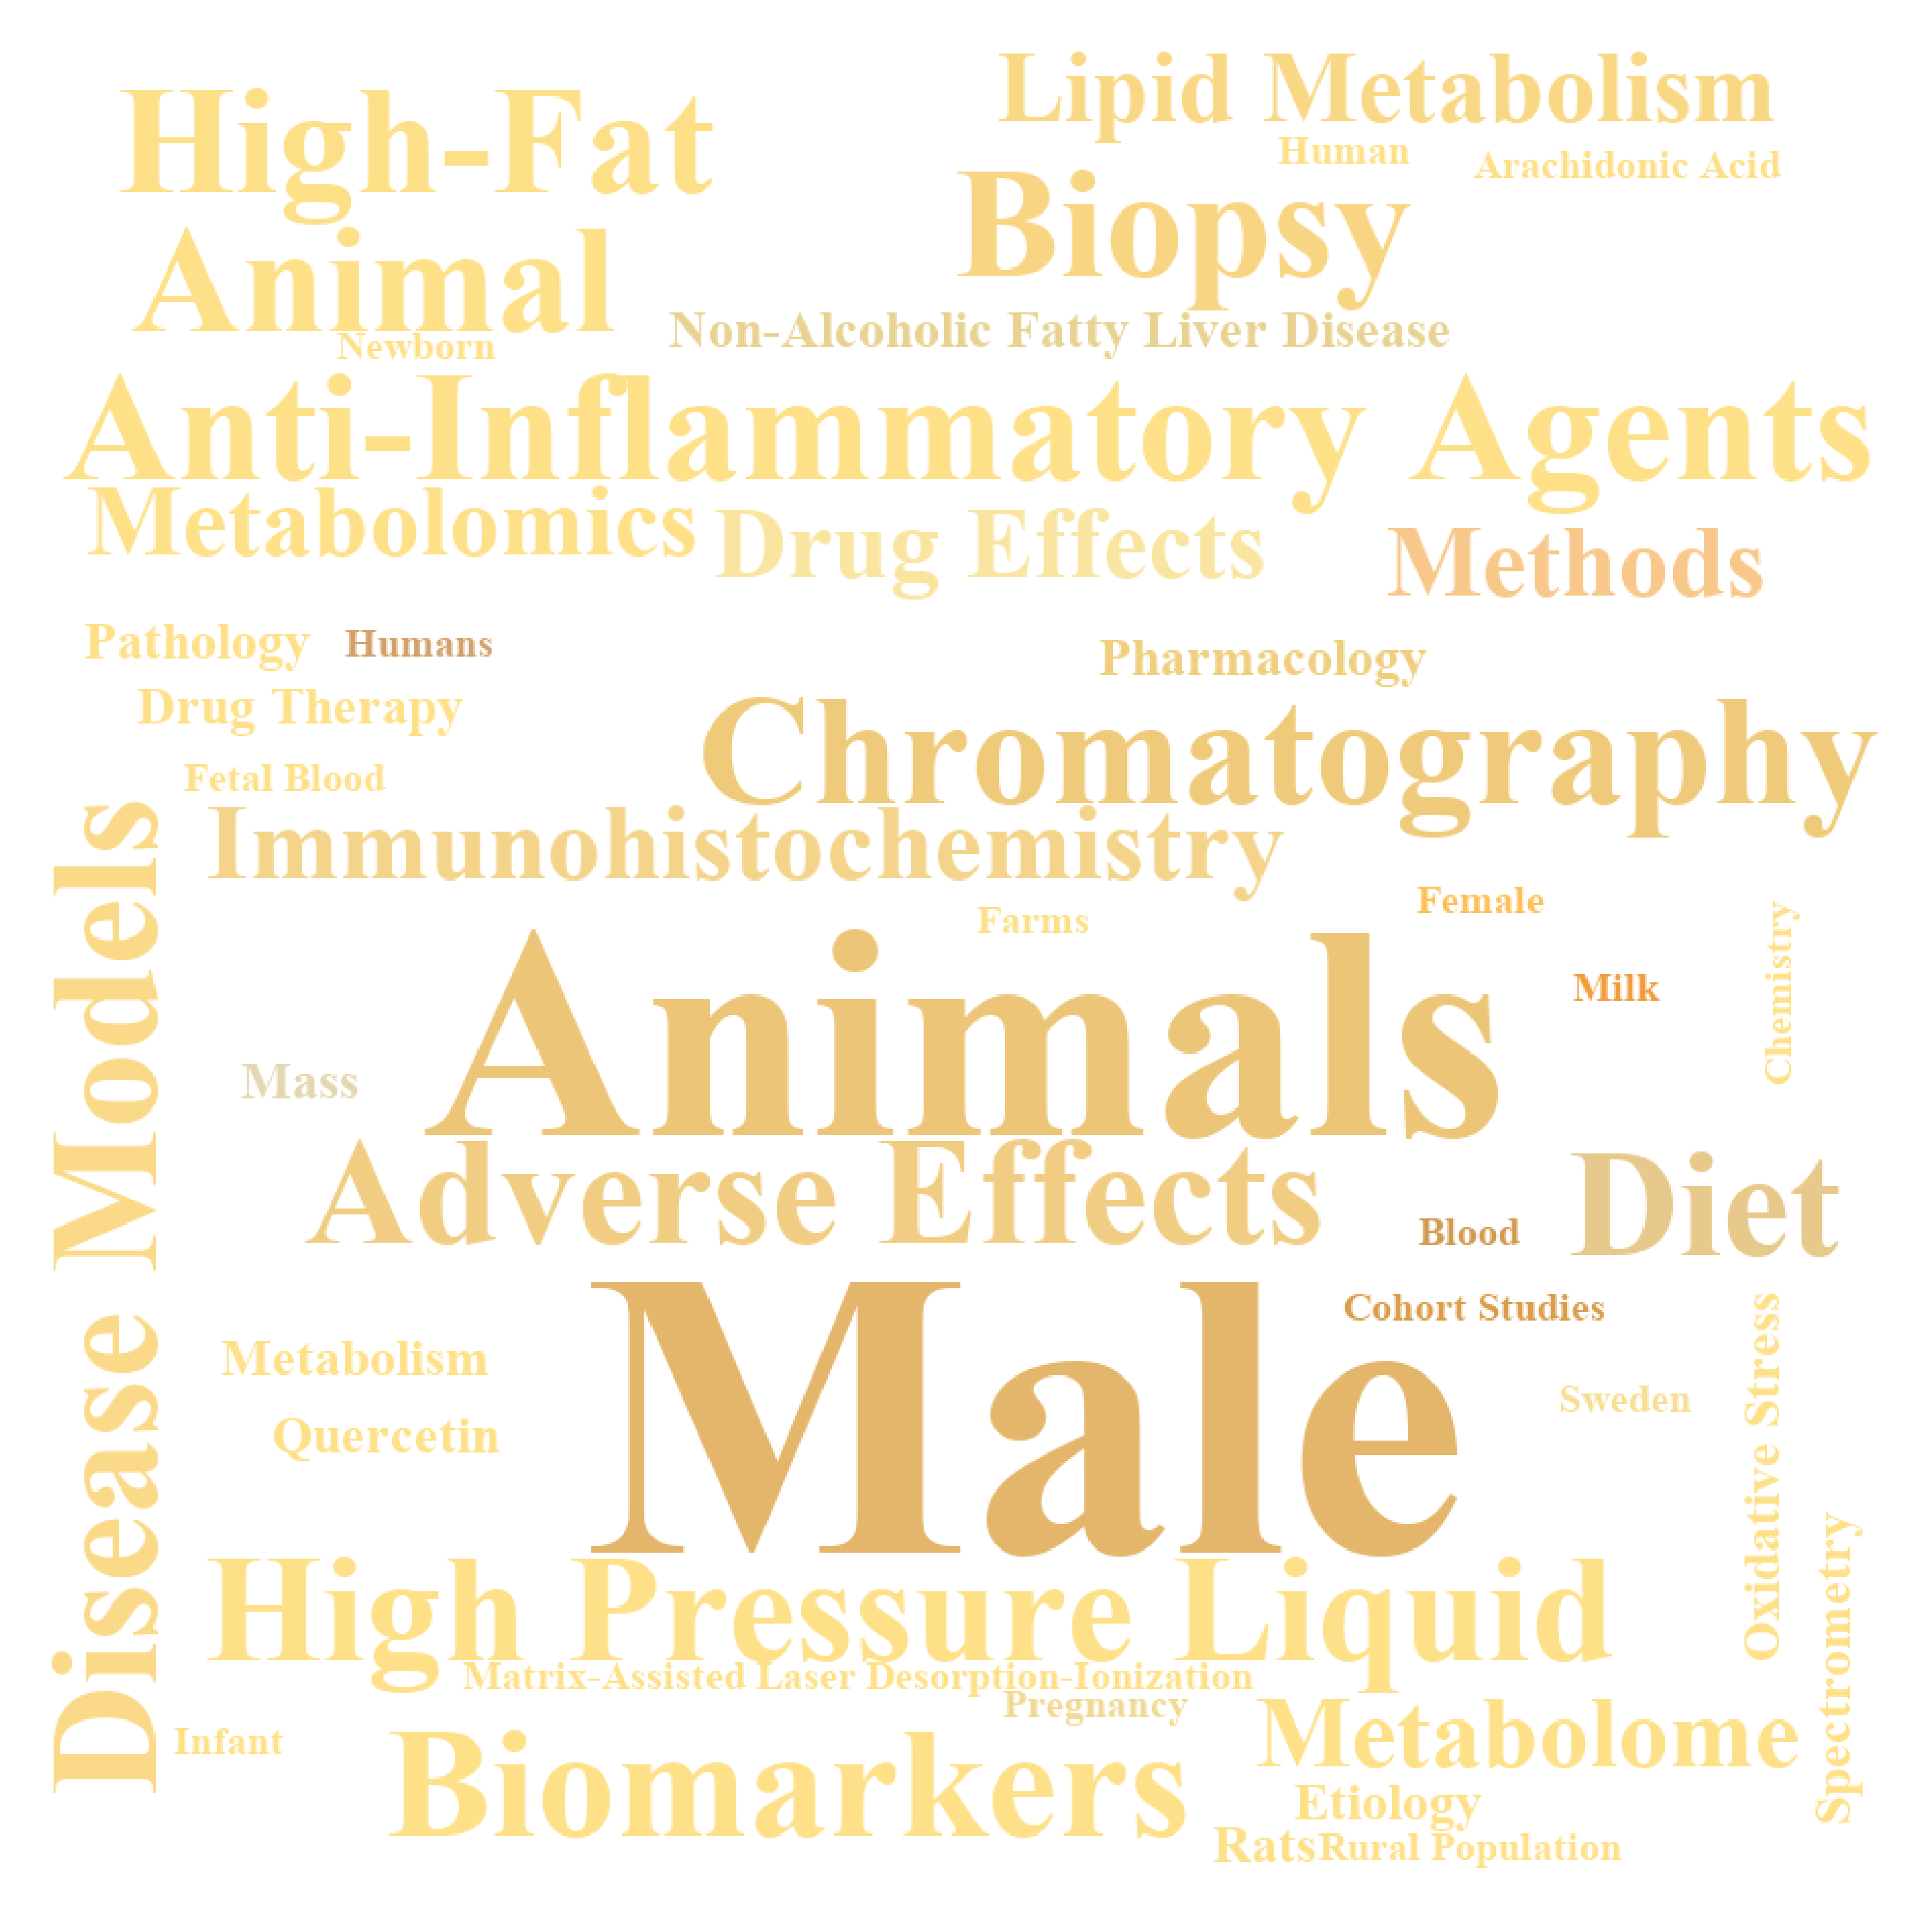 Lipid Metabolism
High-Fat
Human
Arachidonic Acid
Biopsy
Animal
Newborn
Non-Alcoholic Fatty Liver Disease
Anti-Inflammatory Agents
Metabolomics
Drug Effects
Methods
Pathology
Humans
Pharmacology
Drug Therapy
Chromatography
Fetal Blood
Immunohistochemistry
Disease Models
Farms
Female
Chemistry
Animals
Milk
Mass
Adverse Effects
Diet
Blood
Male
Cohort Studies
Metabolism
Sweden
Oxidative Stress
Quercetin
High Pressure Liquid
Spectrometry
Matrix-Assisted Laser Desorption-Ionization
Pregnancy
Infant
Biomarkers
Metabolome
Etiology
Rats
Rural Population